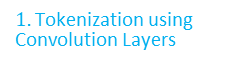 1. Tokenization using
Convolution Layers